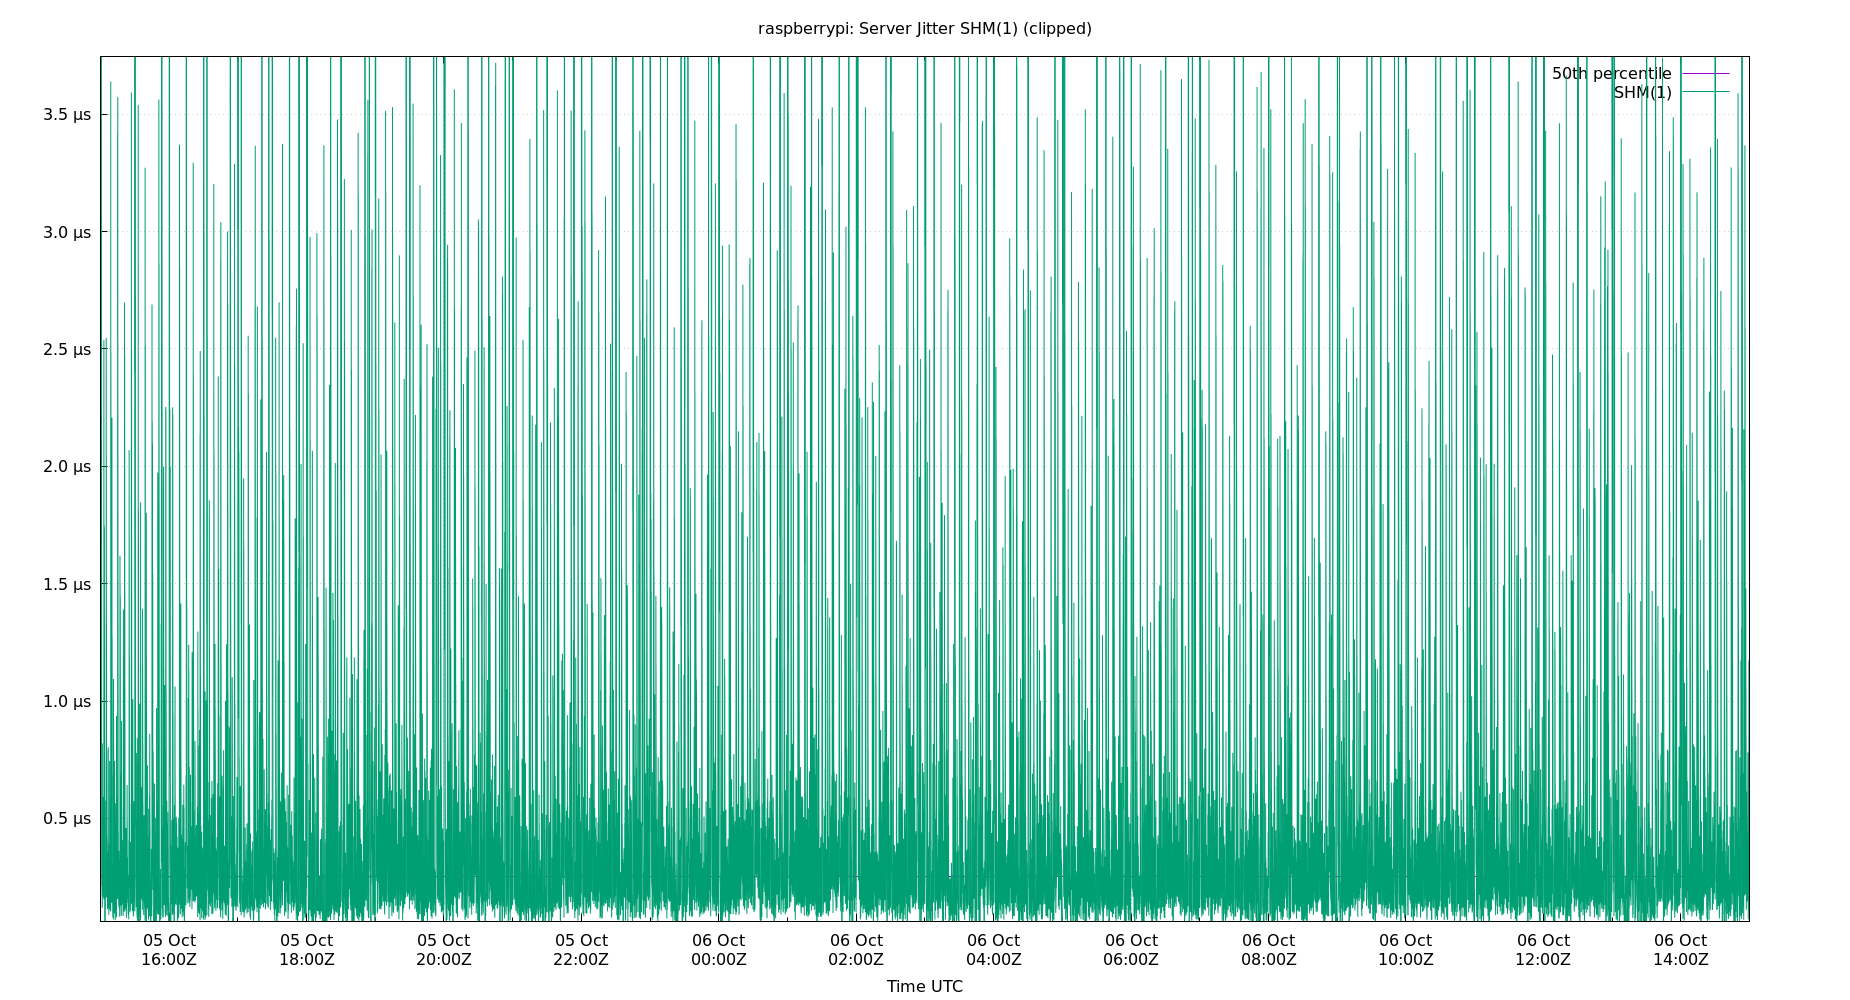 raspberrypi: Server Jitter SHM(1) (clipped)
50th percentile
SHM(1)
3.5 µs
3.0 µs
2.5 µs
2.0 µs
1.5 µs
1.0 µs
0.5 µs
05 Oct 05 Oct 05 Oct 05 Oct 06 Oct 06 Oct 06 Oct 06 Oct 06 Oct 06 Oct 06 Oct 06 Oct
16:00Z 18:00Z 20:00Z 22:00Z 00:00Z 02:00Z 04:00Z 06:00Z 08:00Z 10:00Z 12:00Z 14:00Z
Time UTC